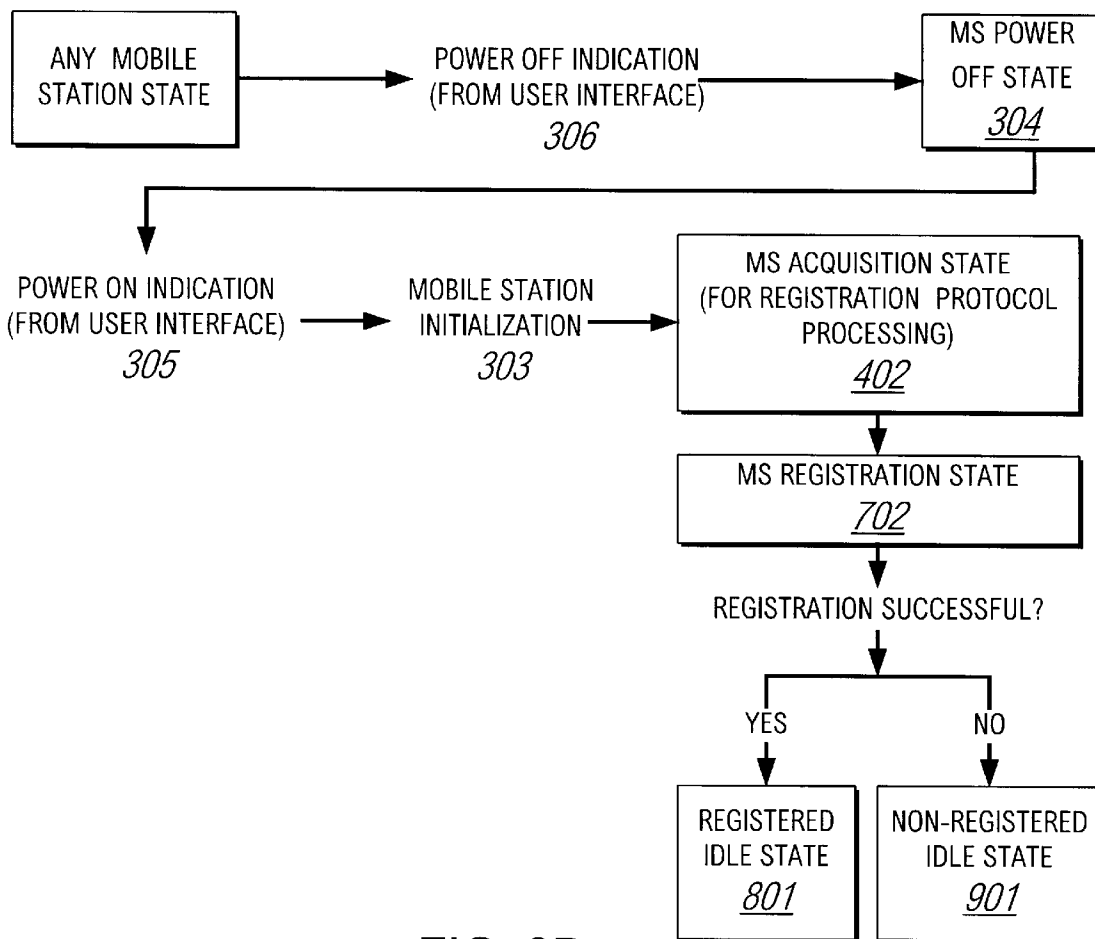 ANY MOBILE
STATION STATE
POWER OFF INDICATION
(FROM USER INTERFACE)
306
MS POWER
OFF STATE
304
POWER ON INDICATION
(FROM USER INTERFACE)
305
MOBILE STATION
INITIALIZATION
303
MS ACQUISITION STATE
(FOR REGISTRATION PROTOCOL
PROCESSING)
402
MS REGISTRATION STATE
702
REGISTRATION SUCCESSFUL?
YES
NO
REGISTERED
IDLE STATE
801
NON-REGISTERED
IDLE STATE
901